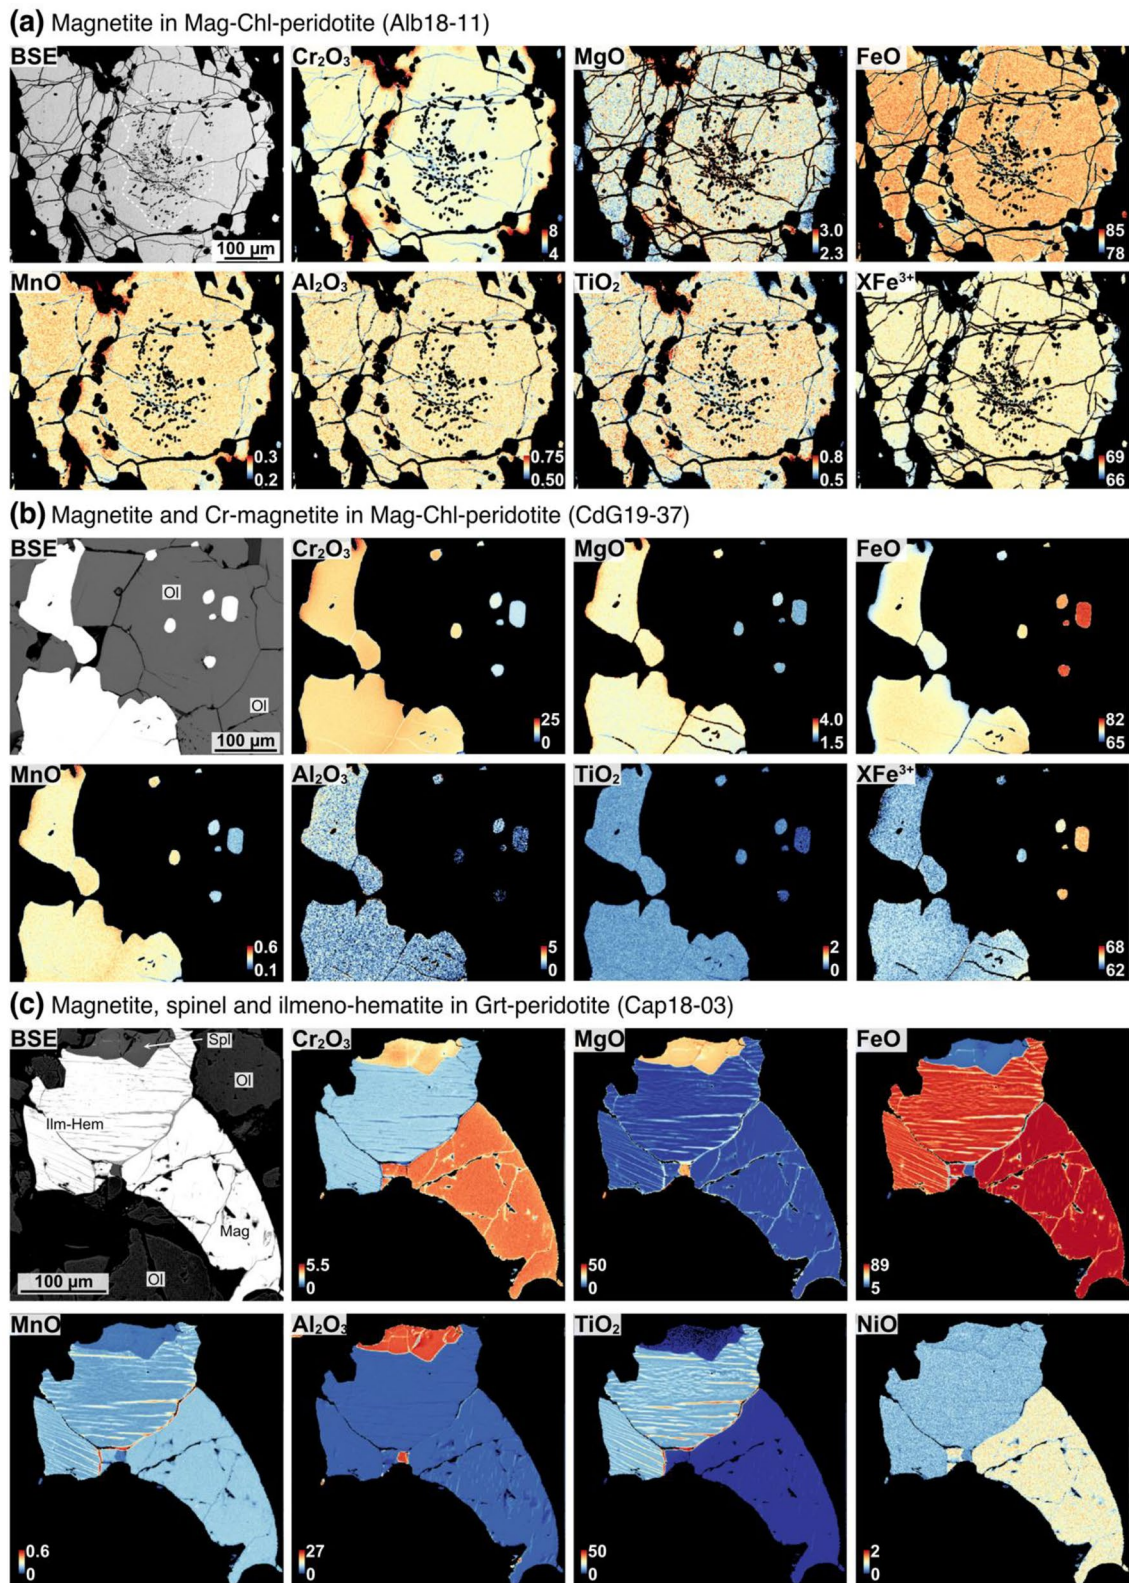 (a) Magnetite in Mag-Chl-peridotite (Alb18-11)
BSE Cr₂O₃ MgO FeO
100 µm 8 4 3.0 2.3 85 78
MnO Al₂O₃ TiO₂ XFe³⁺
0.3 0.2 0.75 0.50 0.8 0.5 69 66
(b) Magnetite and Cr-magnetite in Mag-Chl-peridotite (CdG19-37)
BSE Cr₂O₃ MgO FeO
Ol
Ol
100 µm 25 0 4.0 1.5 82 65
MnO Al₂O₃ TiO₂ XFe³⁺
0.6 0.1 5 0 2 0 68 62
(c) Magnetite, spinel and ilmeno-hematite in Grt-peridotite (Cap18-03)
BSE Cr₂O₃ MgO FeO
Spl
Ol
Ilm-Hem
Mag
Ol
100 µm 5.5 0 50 0 89 5
MnO Al₂O₃ TiO₂ NiO
0.6 0 27 0 50 0 2 0